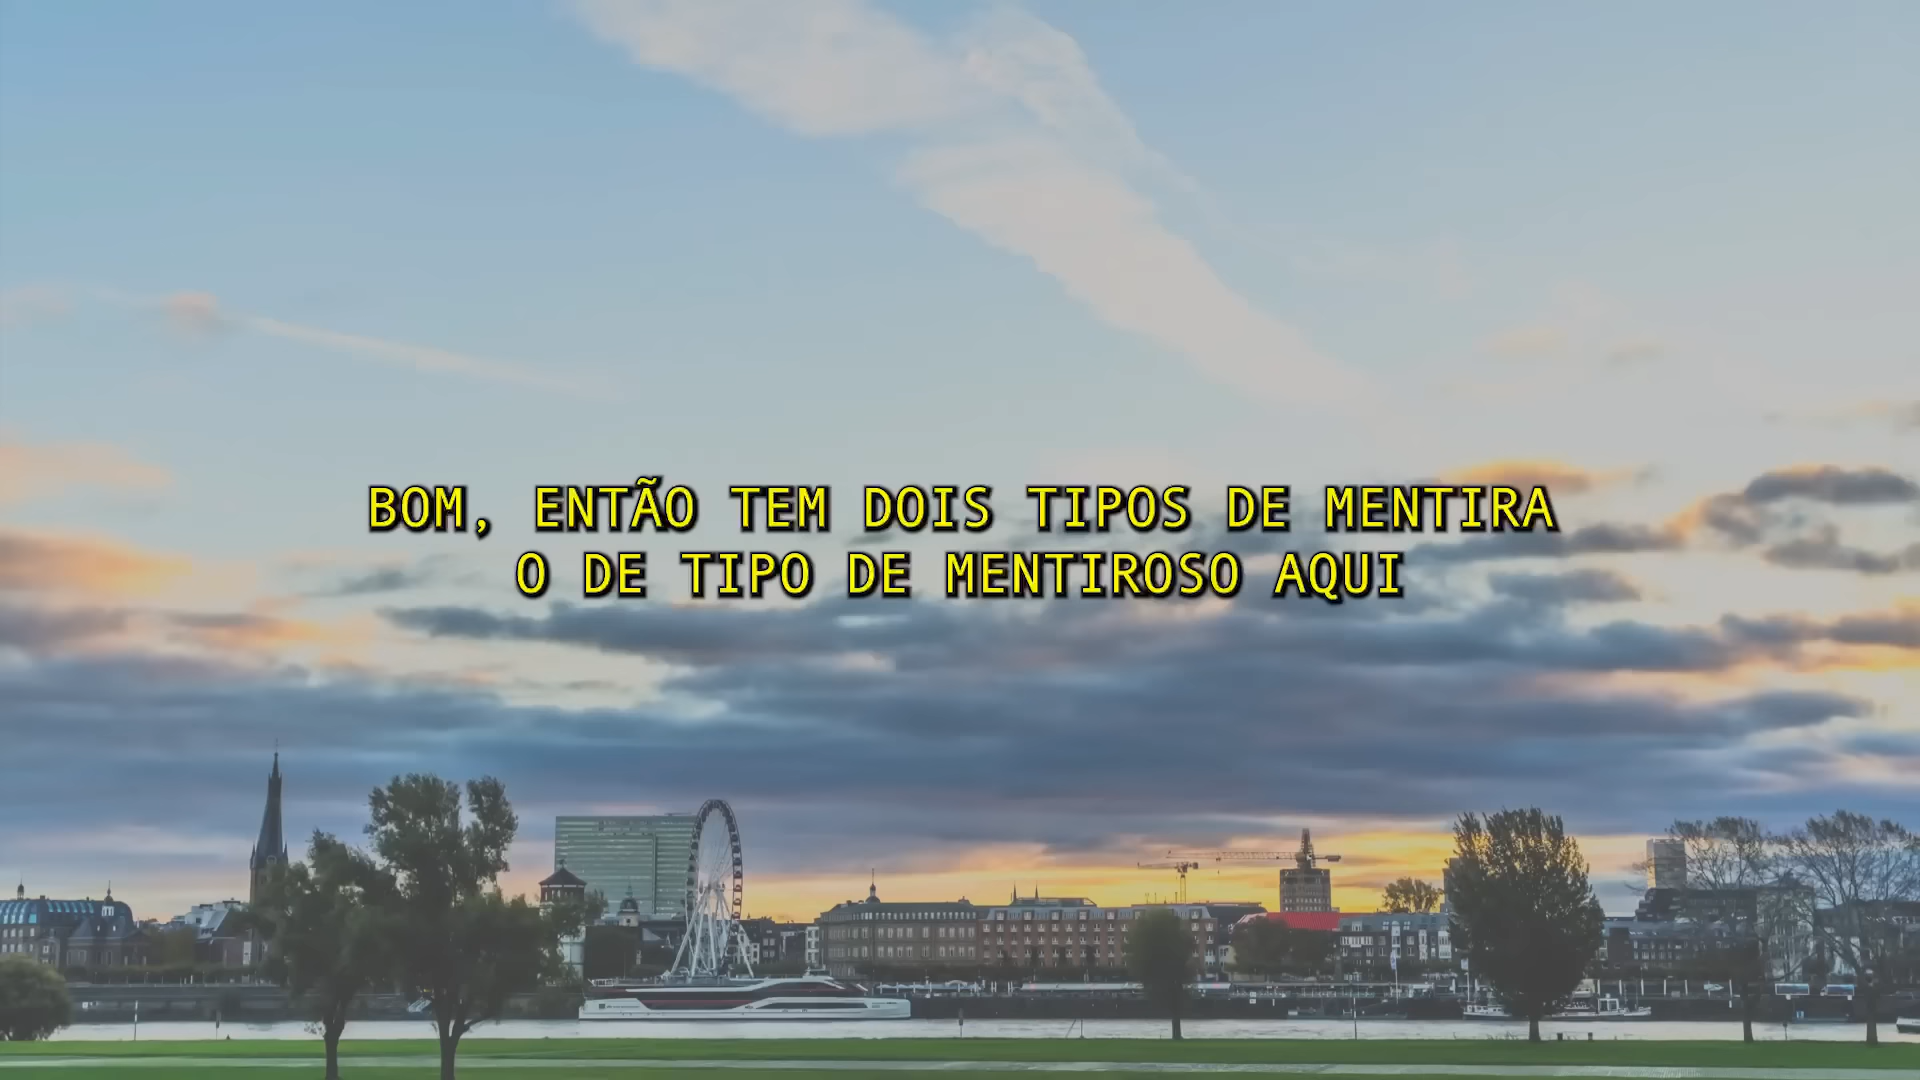 BOM, ENTÃO TEM DOIS TIPOS DE MENTIRA
O DE TIPO DE MENTIROSO AQUI